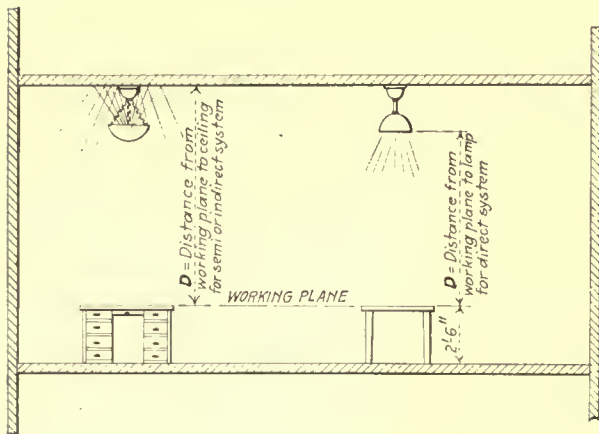 D = Distance from
working plane to ceiling
for semi or indirect system
D = Distance from
working plane to lamp
for direct system
WORKING PLANE
2'6"